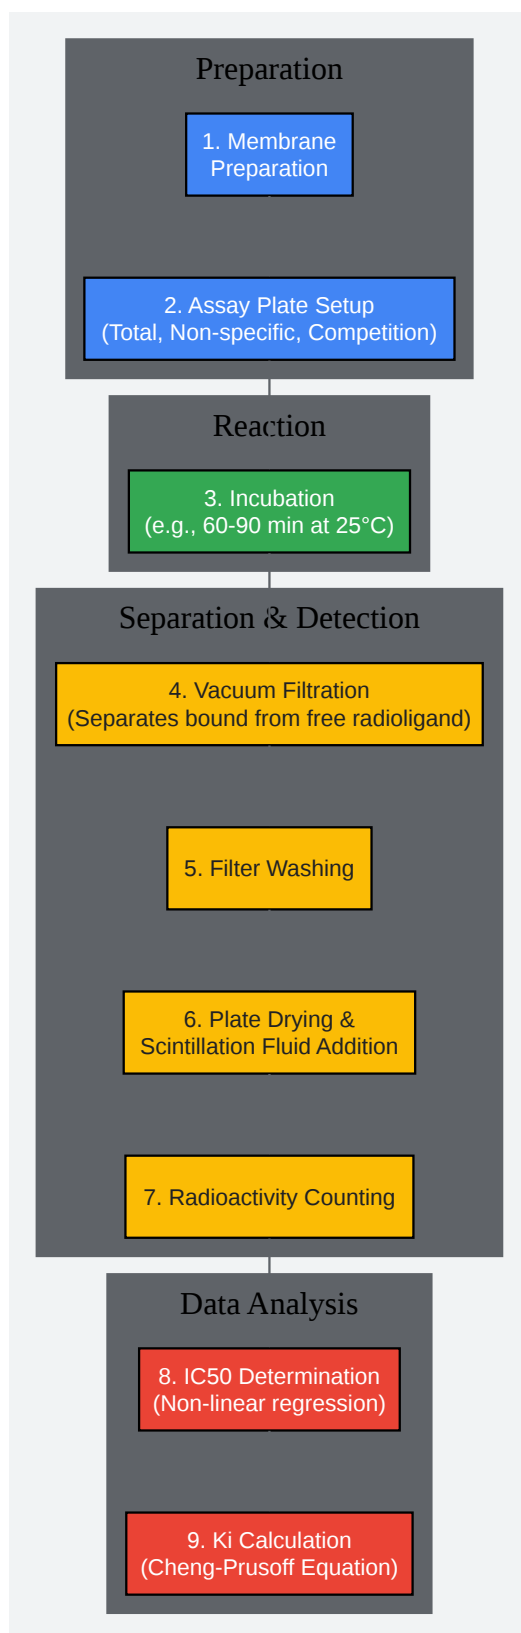 Preparation
1. Membrane
Preparation
2. Assay Plate Setup
(Total, Non-specific, Competition)
Reaction
3. Incubation
(e.g., 60-90 min at 25°C)
Separation & Detection
4. Vacuum Filtration
(Separates bound from free radioligand)
5. Filter Washing
6. Plate Drying &
Scintillation Fluid Addition
7. Radioactivity Counting
Data Analysis
8. IC50 Determination
(Non-linear regression)
9. Ki Calculation
(Cheng-Prusoff Equation)